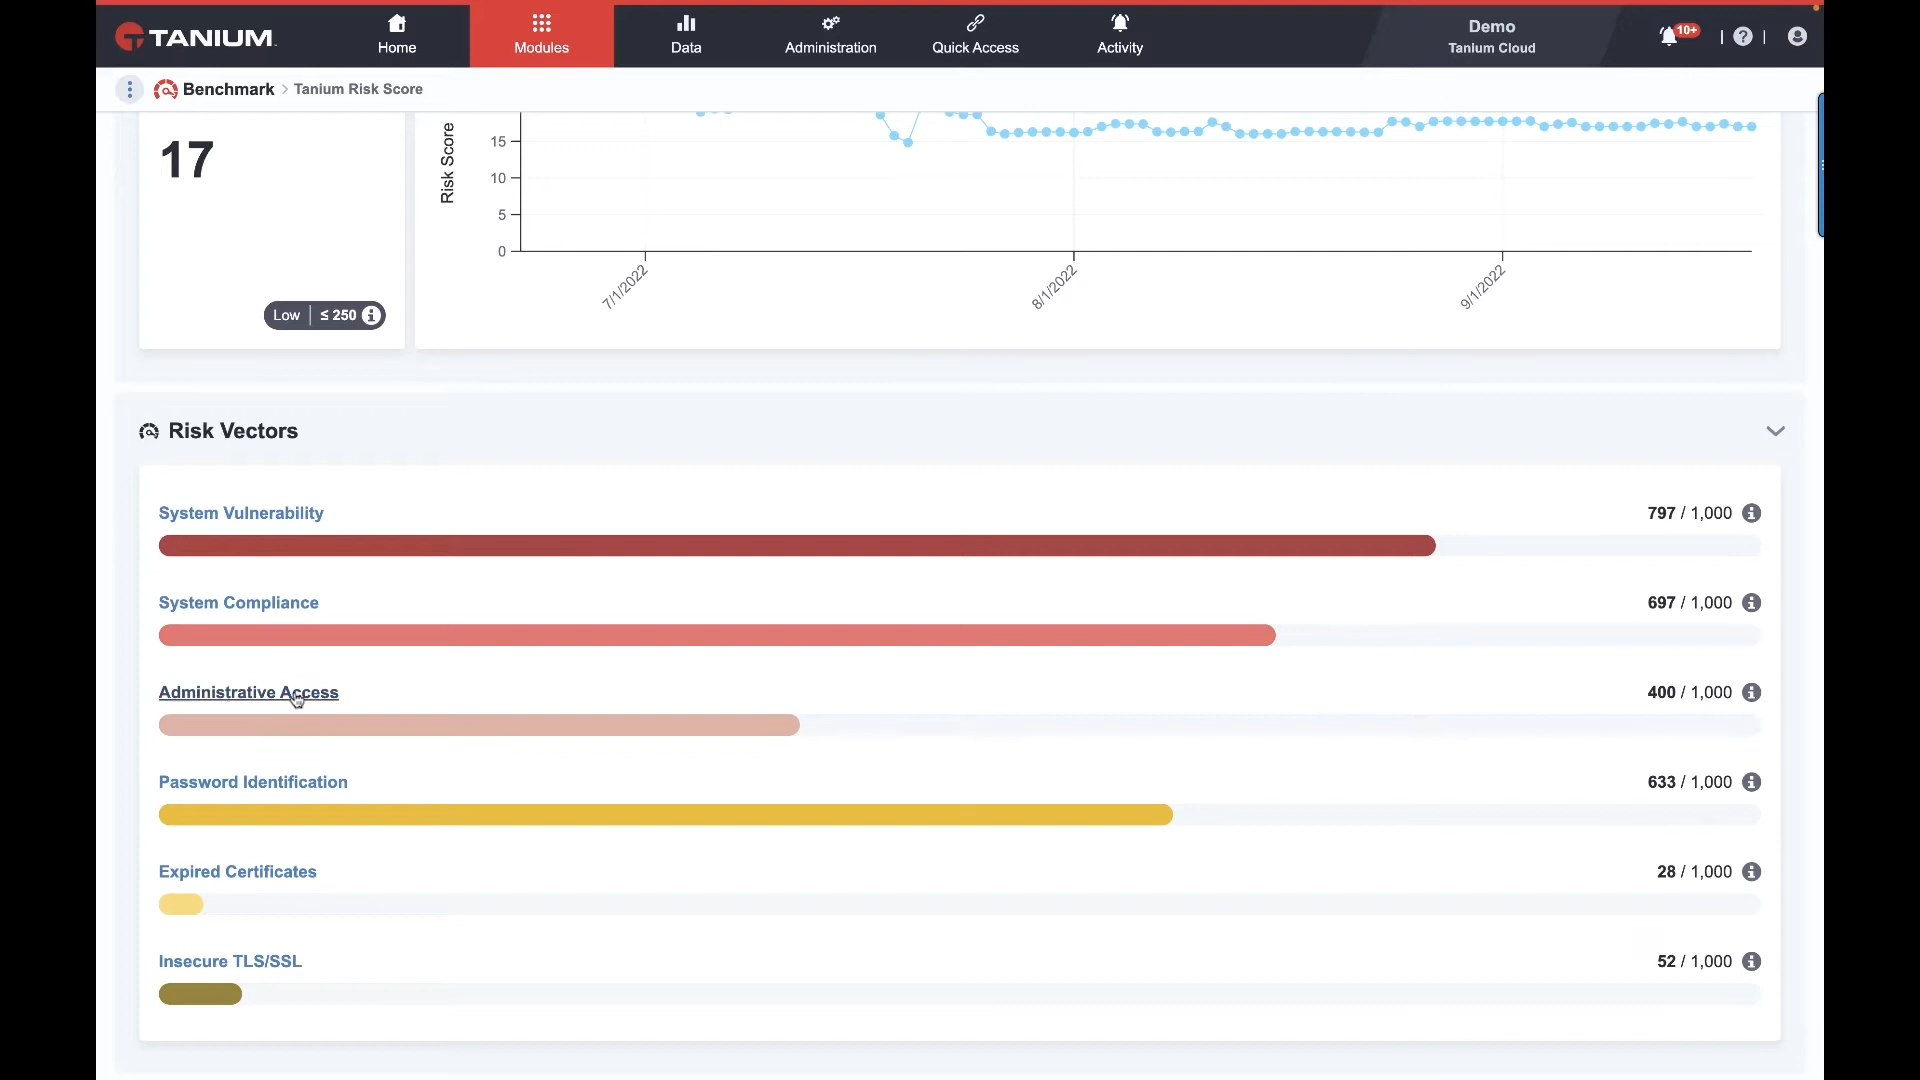 TANIUM
Home
Modules
Data
Administration
Quick Access
Activity
Demo
Tanium Cloud
10+
Benchmark > Tanium Risk Score
17
Low ≤ 250
Risk Score
15
10
5
0
7/1/2022
8/1/2022
9/1/2022
Risk Vectors
System Vulnerability 797 / 1,000
System Compliance 697 / 1,000
Administrative Access 400 / 1,000
Password Identification 633 / 1,000
Expired Certificates 28 / 1,000
Insecure TLS/SSL 52 / 1,000